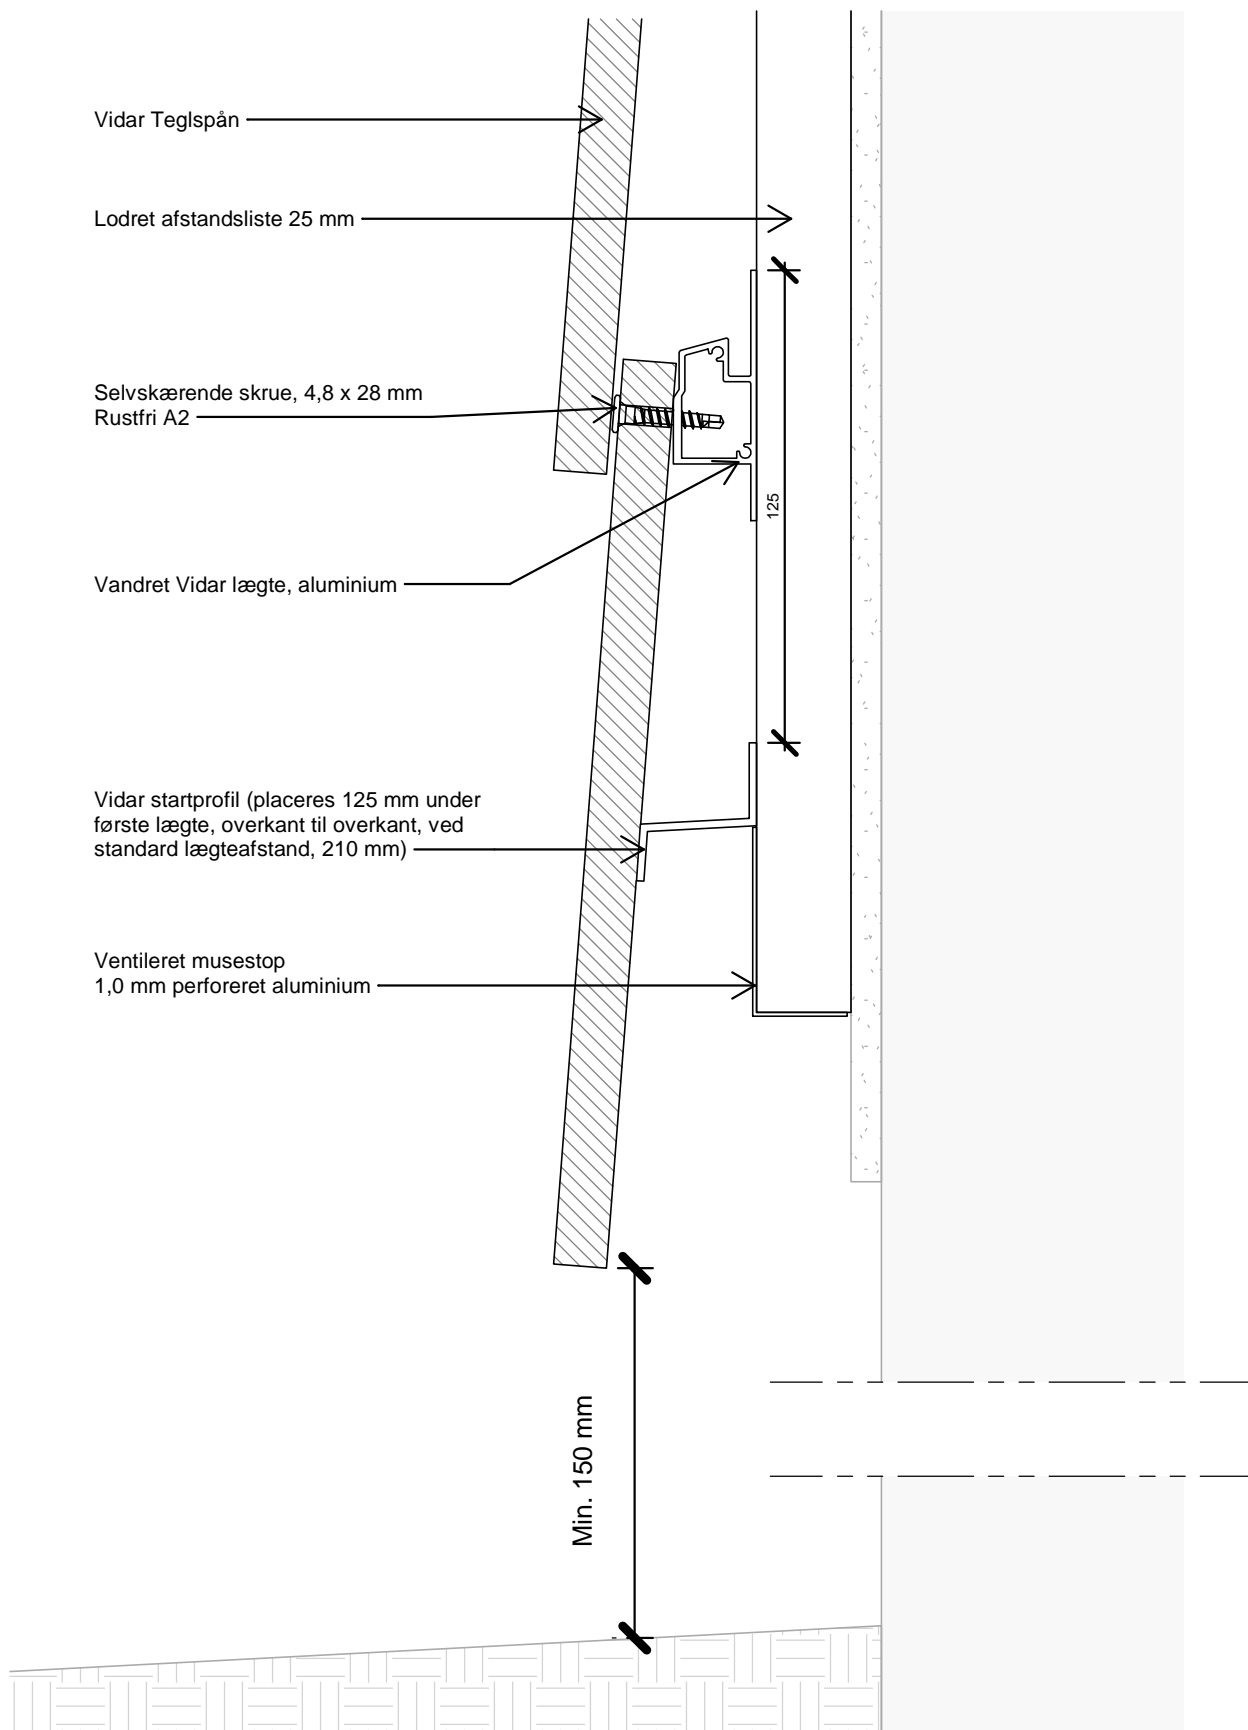 Vidar Teglspån
Lodret afstandsliste 25 mm
Selvskærende skrue, 4,8 x 28 mm
Rustfri A2
125
Vandret Vidar lægte, aluminium
Vidar startprofil (placeres 125 mm under
første lægte, overkant til overkant, ved
standard lægteafstand, 210 mm)
Ventileret musestop
1,0 mm perforeret aluminium
Min. 150 mm